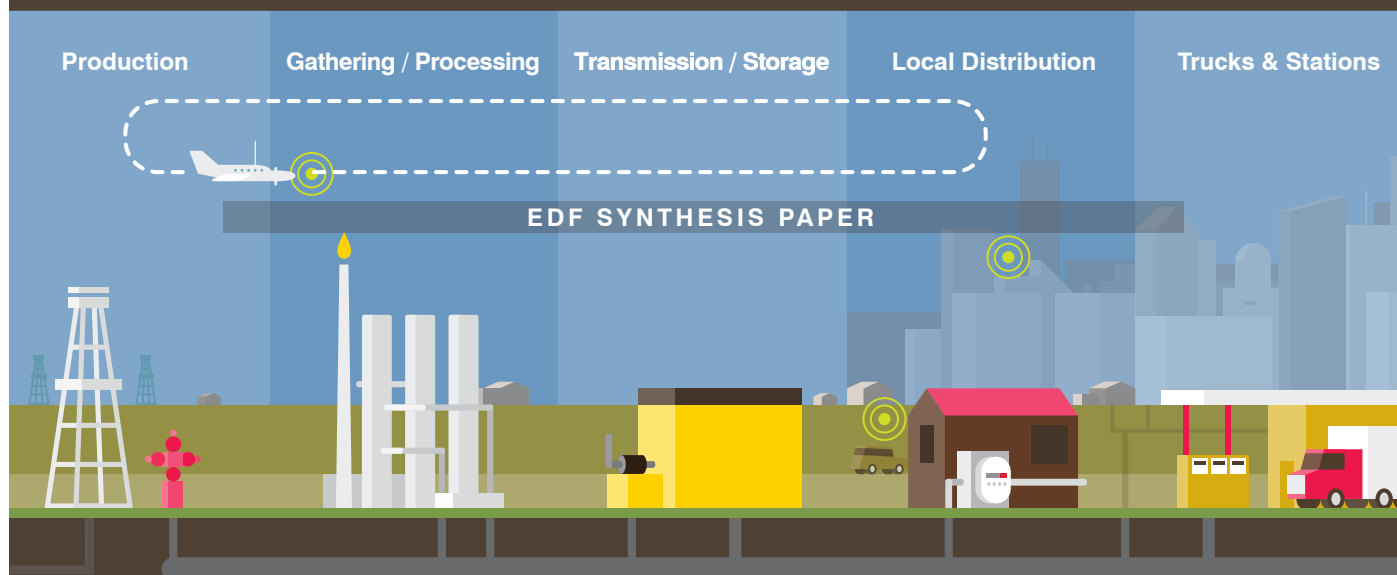 Production
Gathering / Processing
Transmission / Storage
Local Distribution
Trucks & Stations
EDF SYNTHESIS PAPER